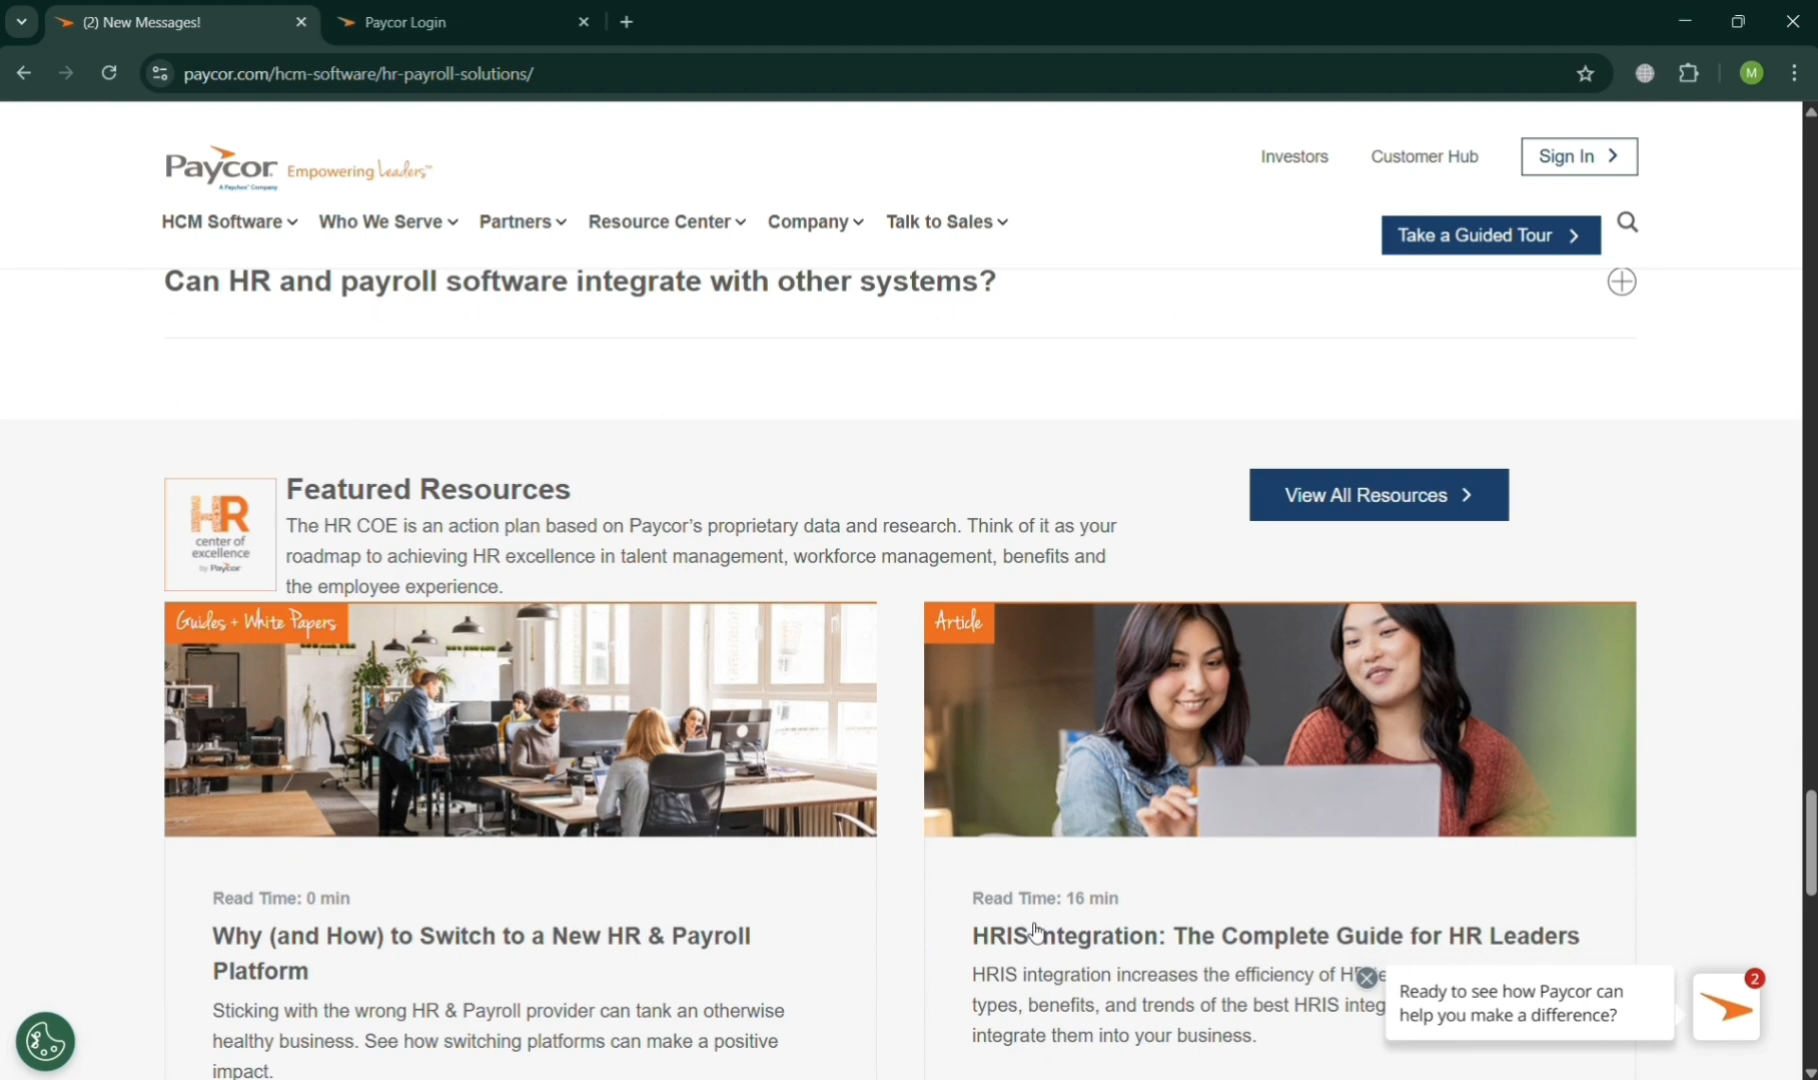 (2) New Messages!
Paycor Login
paycor.com/hcm-software/hr-payroll-solutions/
M
Paycor
A Paychex Company
Empowering Leaders™
Investors
Customer Hub
Sign In
HCM Software
Who We Serve
Partners
Resource Center
Company
Talk to Sales
Take a Guided Tour
Can HR and payroll software integrate with other systems?
HR
center of
excellence
by Paycor
Featured Resources
The HR COE is an action plan based on Paycor's proprietary data and research. Think of it as your
roadmap to achieving HR excellence in talent management, workforce management, benefits and
the employee experience.
View All Resources
Guides + White Papers
Article
Read Time: 0 min
Why (and How) to Switch to a New HR & Payroll
Platform
Sticking with the wrong HR & Payroll provider can tank an otherwise
healthy business. See how switching platforms can make a positive
impact.
Read Time: 16 min
HRIS Integration: The Complete Guide for HR Leaders
HRIS integration increases the efficiency of
types, benefits, and trends of the best HRIS integ
integrate them into your business.
Ready to see how Paycor can
help you make a difference?
2